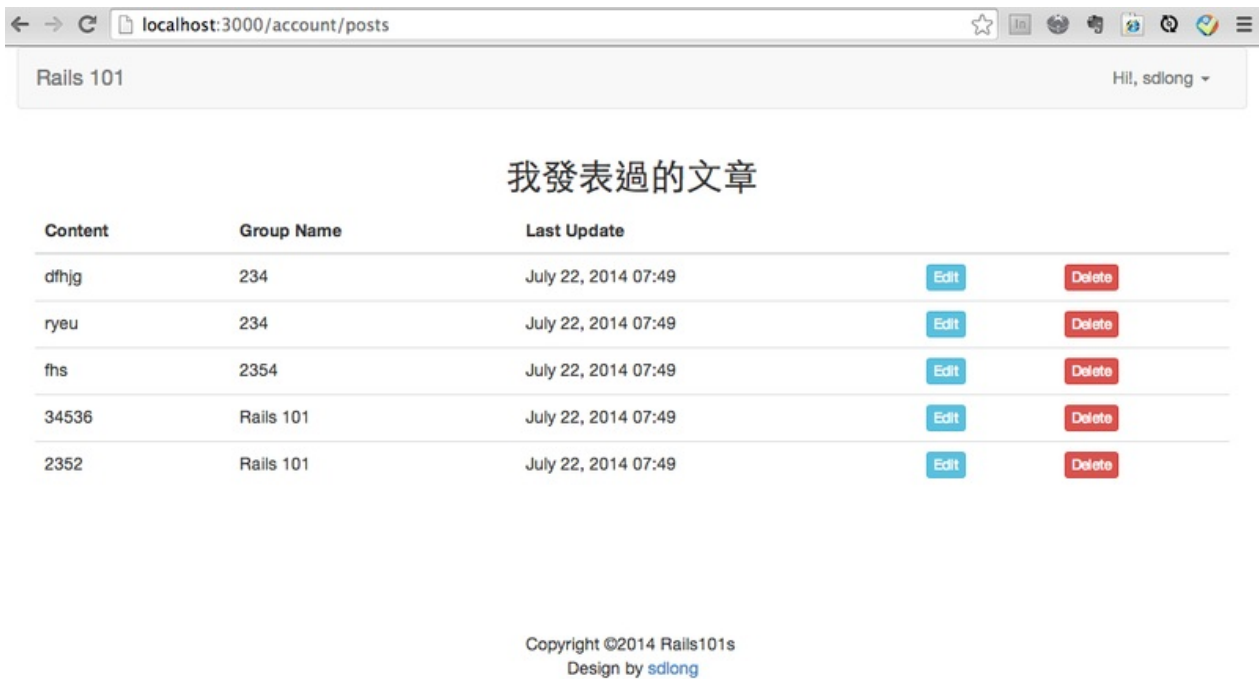 localhost:3000/account/posts
Rails 101 Hi!, sdlong
我發表過的文章
Content Group Name Last Update
dfhjg 234 July 22, 2014 07:49 Edit Delete
ryeu 234 July 22, 2014 07:49 Edit Delete
fhs 2354 July 22, 2014 07:49 Edit Delete
34536 Rails 101 July 22, 2014 07:49 Edit Delete
2352 Rails 101 July 22, 2014 07:49 Edit Delete
Copyright ©2014 Rails101s
Design by sdlong